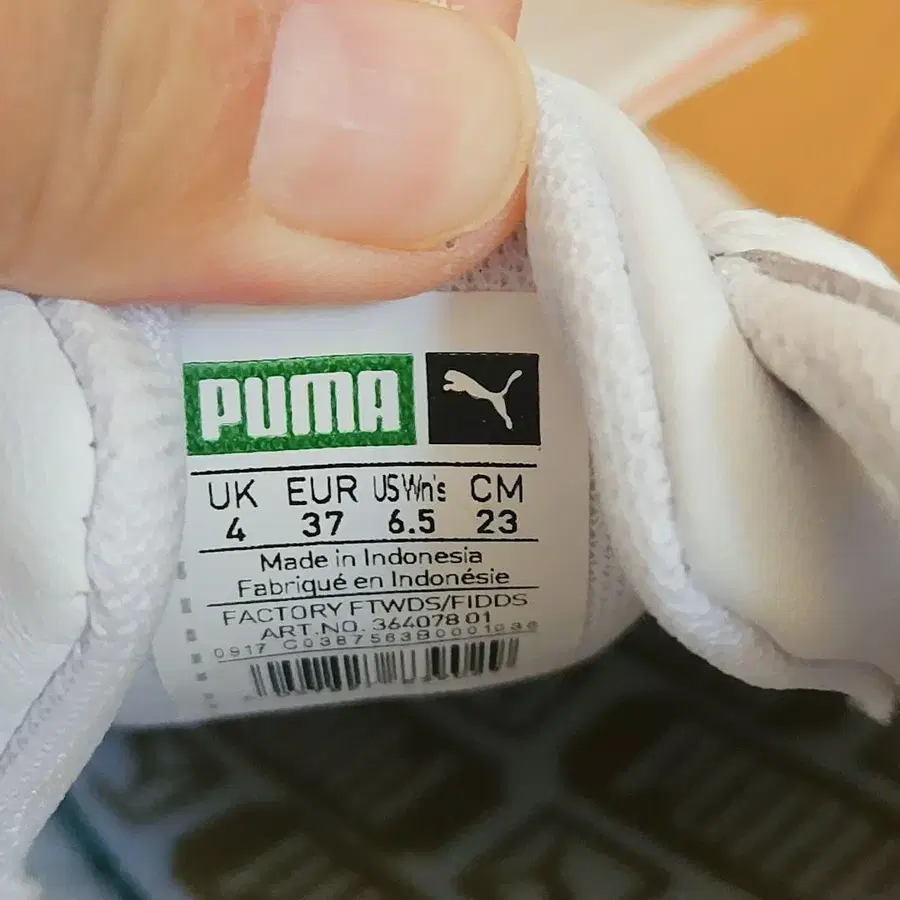 PUMA
UK EUR US Wn's CM
4 37 6.5 23
Made in Indonesia
Fabriqué en Indonésie
FACTORY FTWDS/FIDDS
ART.NO. 364078 01
0917